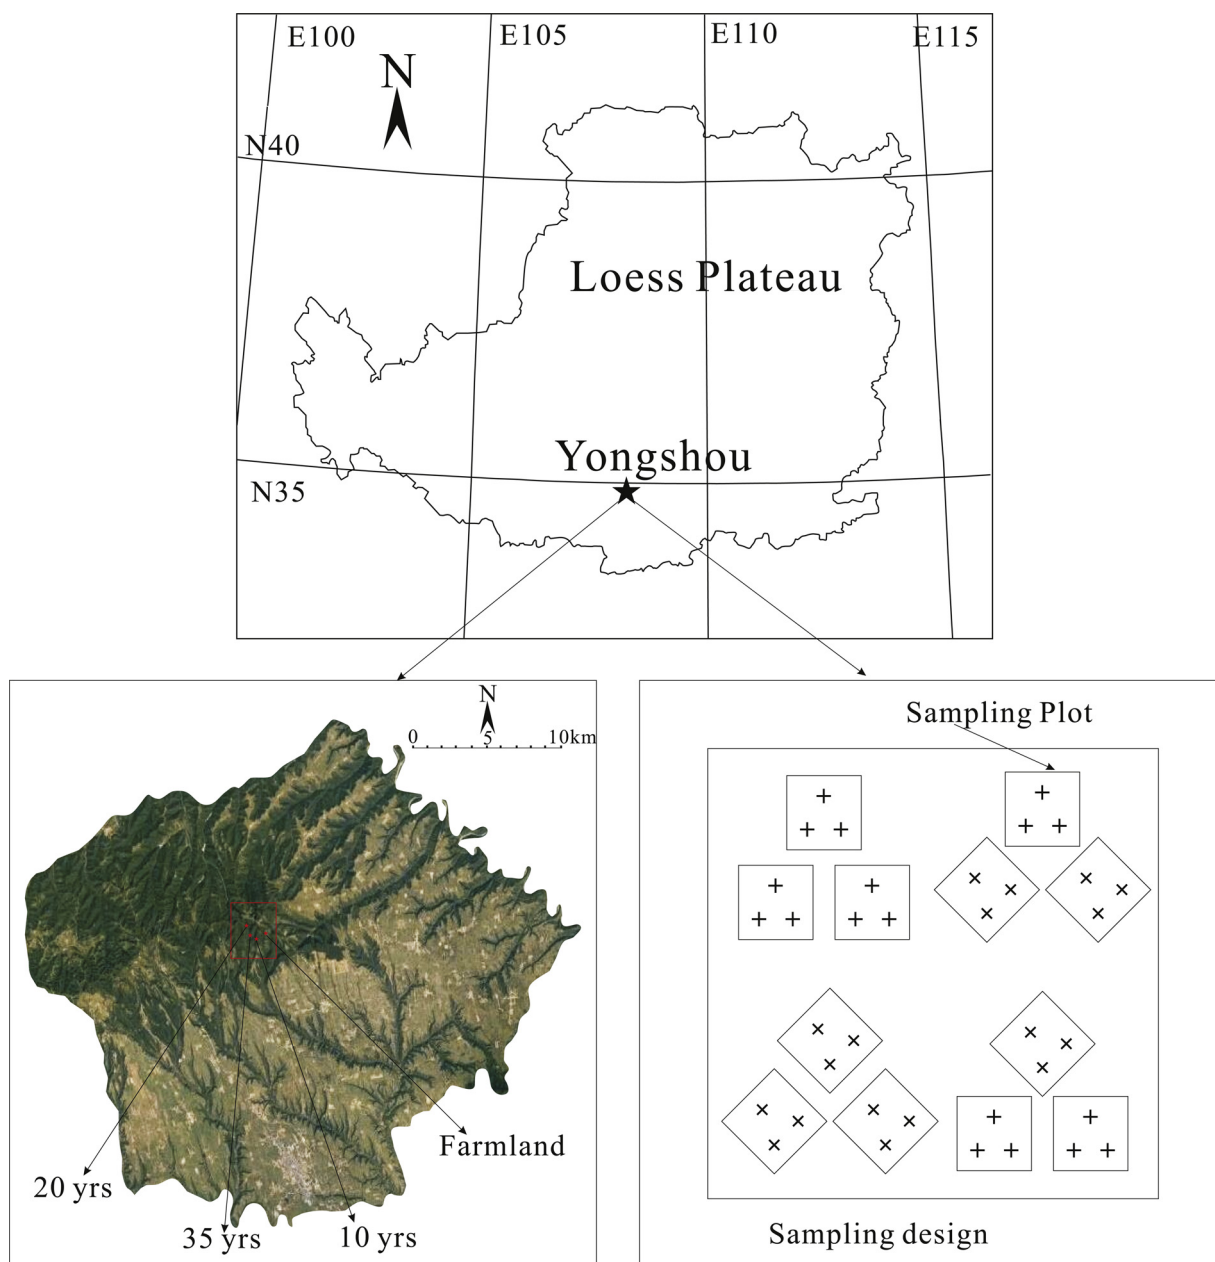 E100
E105
E110
E115
N
N40
Loess Plateau
Yongshou
N35
N
0 5 10km
Farmland
20 yrs
35 yrs
10 yrs
Sampling Plot
Sampling design